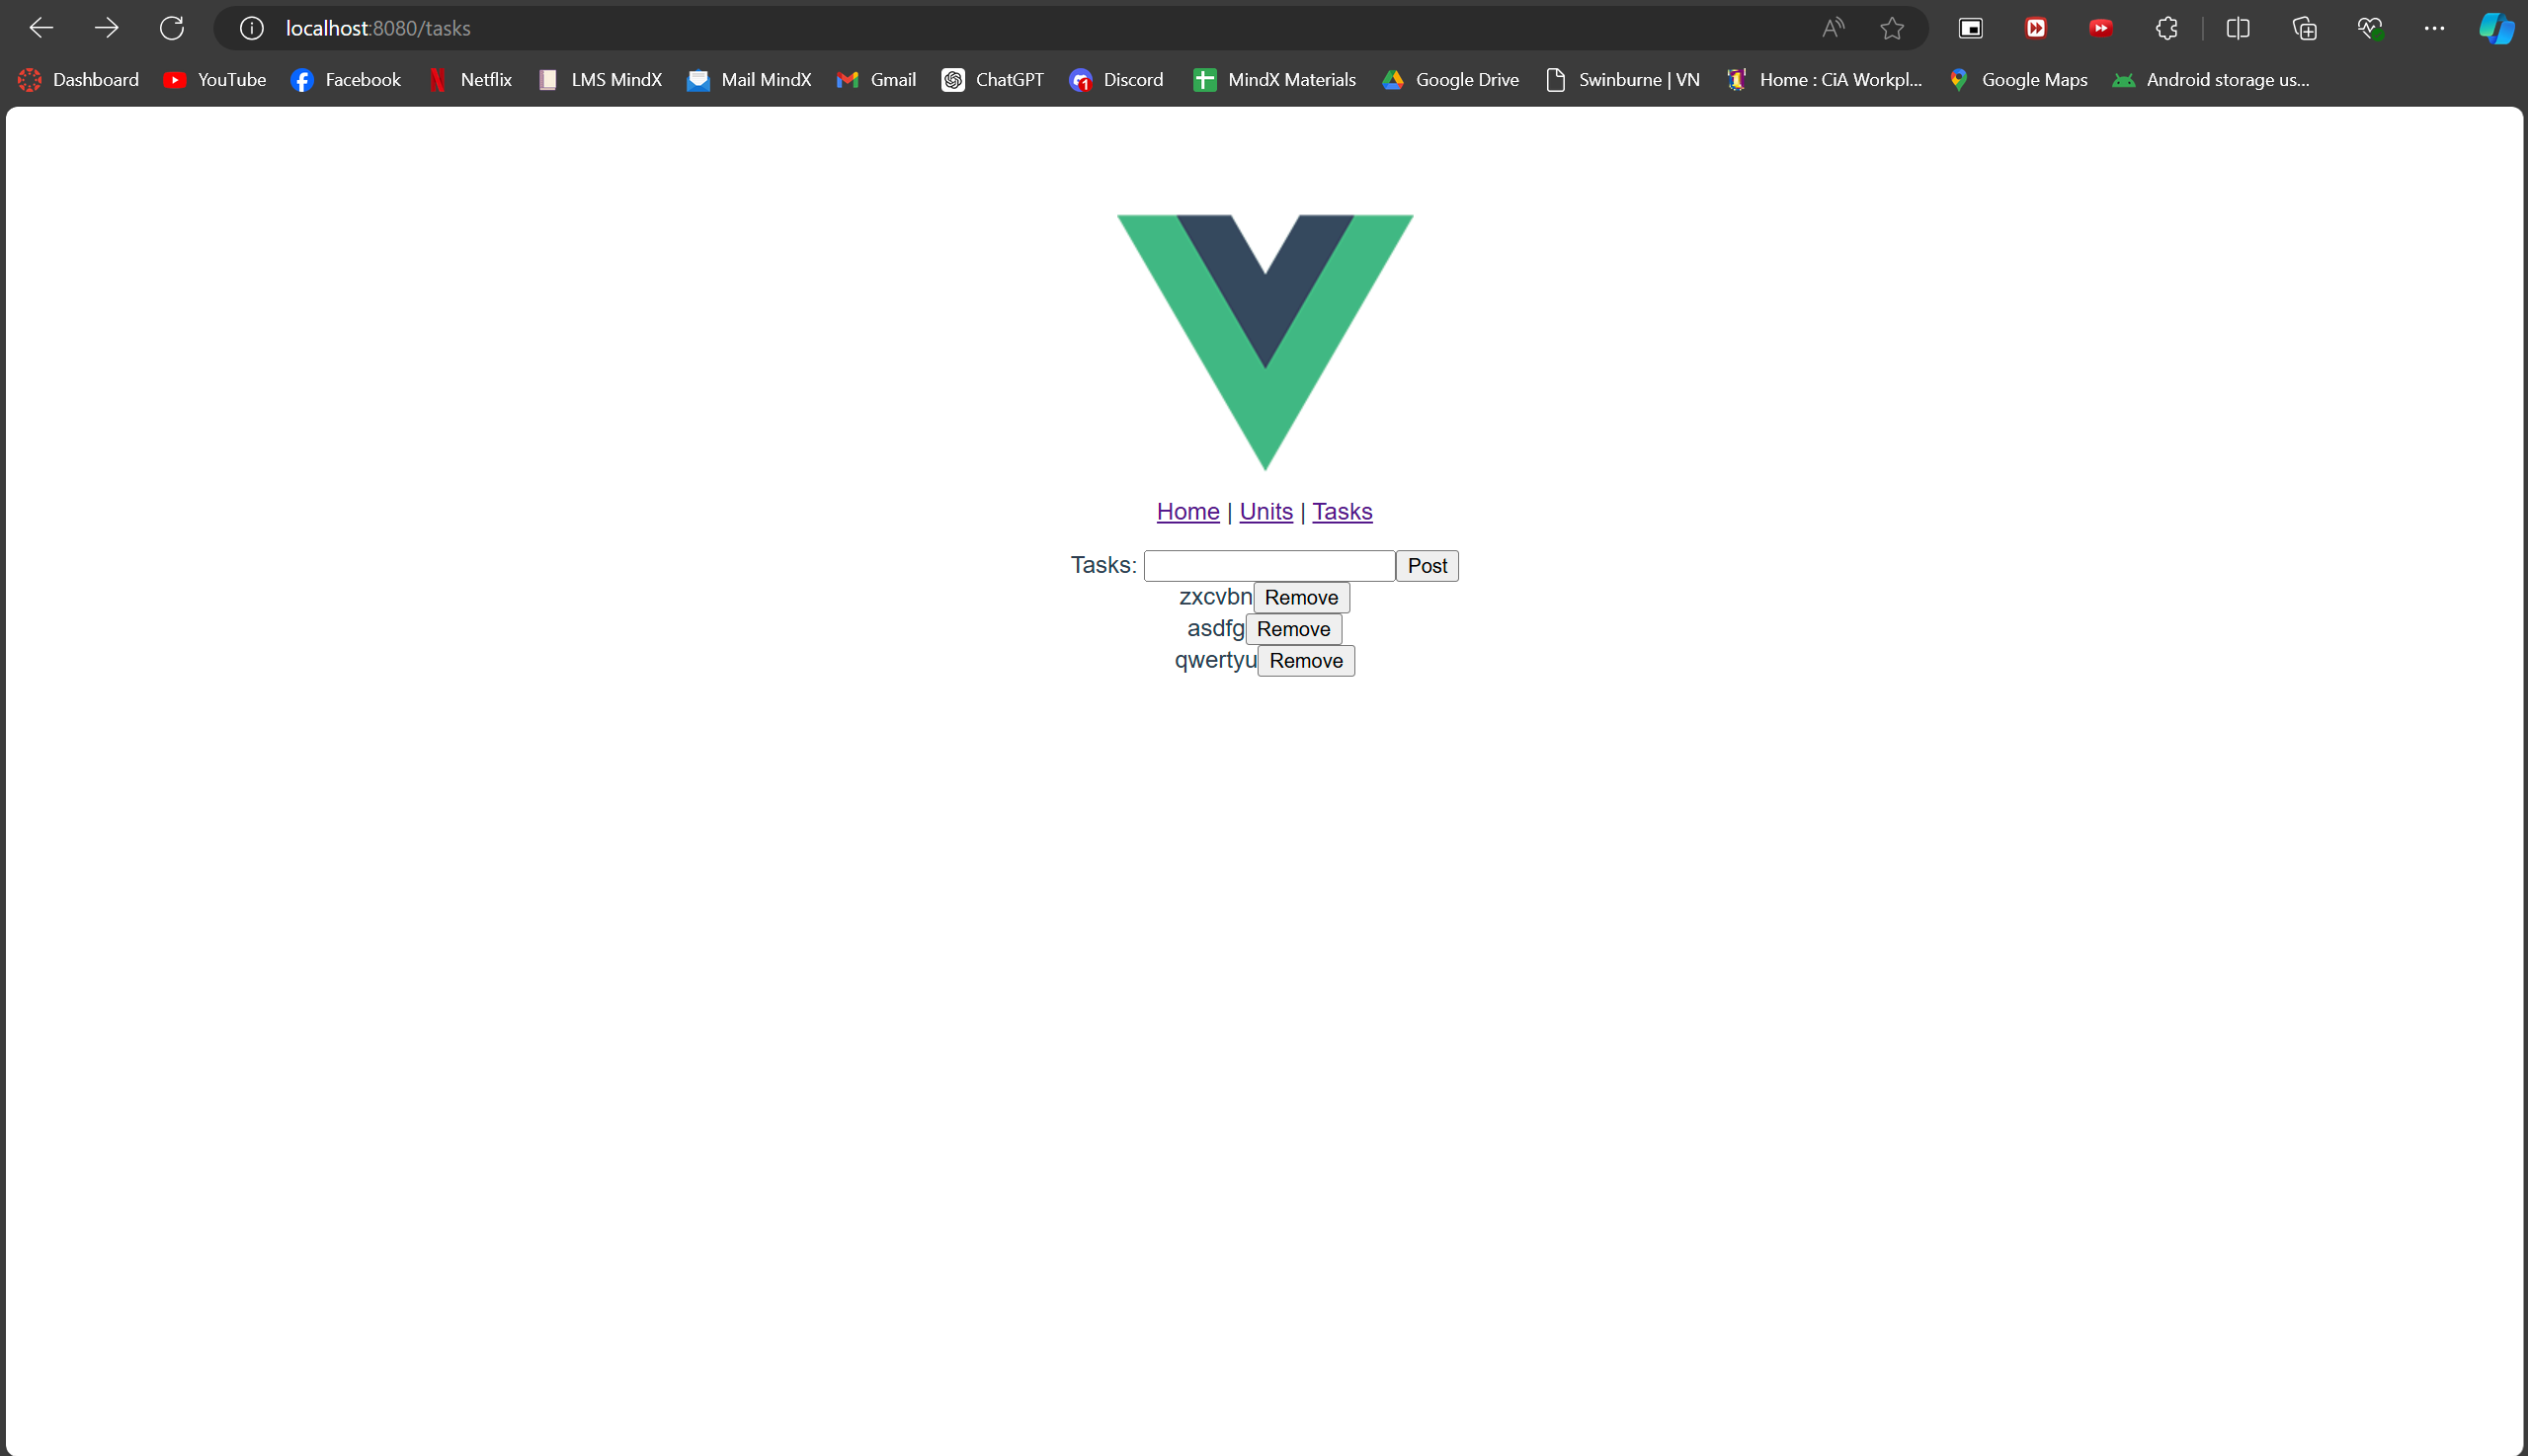 localhost:8080/tasks
Dashboard YouTube Facebook Netflix LMS MindX Mail MindX Gmail ChatGPT Discord MindX Materials Google Drive Swinburne | VN Home : CiA Workpl... Google Maps Android storage us...
Home | Units | Tasks
Tasks: Post
zxcvbn Remove
asdfg Remove
qwertyu Remove